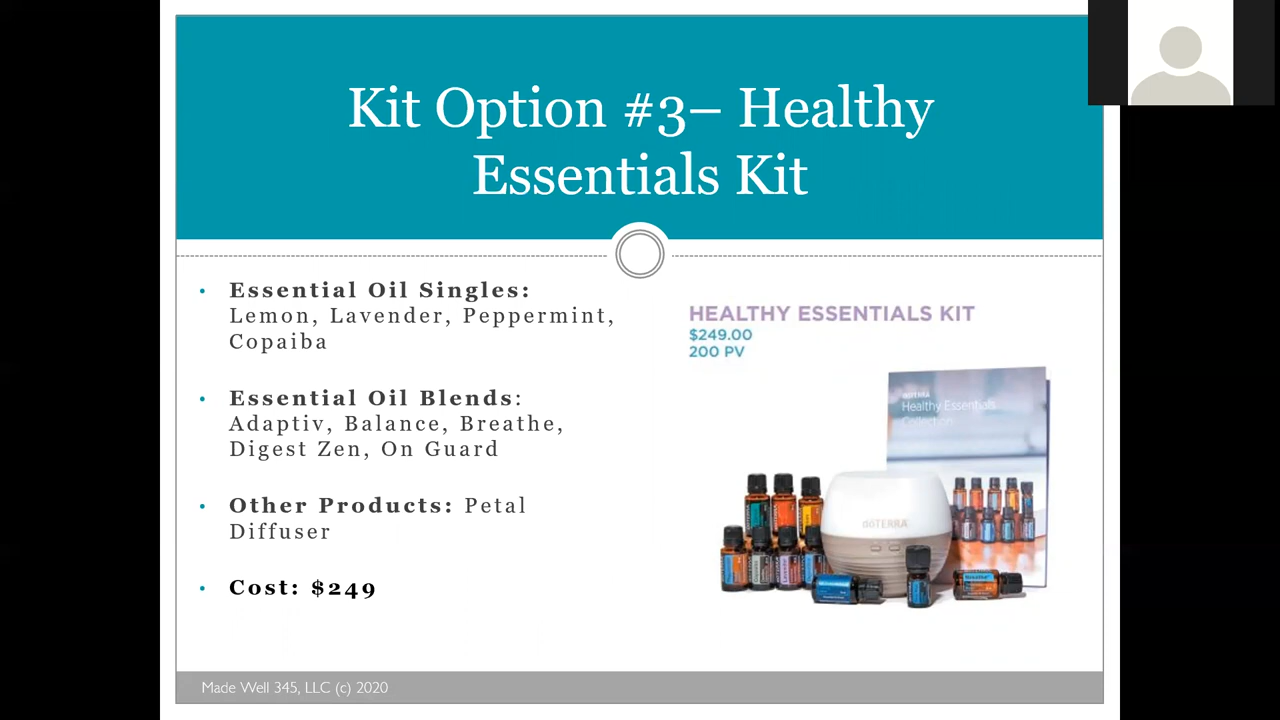 Kit Option #3– Healthy
Essentials Kit
• Essential Oil Singles:
Lemon, Lavender, Peppermint,
Copaiba
• Essential Oil Blends:
Adaptiv, Balance, Breathe,
Digest Zen, On Guard
• Other Products: Petal
Diffuser
• Cost: $249
HEALTHY ESSENTIALS KIT
$249.00
200 PV
dōTERRA
Healthy Essentials
Collection
dōTERRA
Made Well 345, LLC (c) 2020